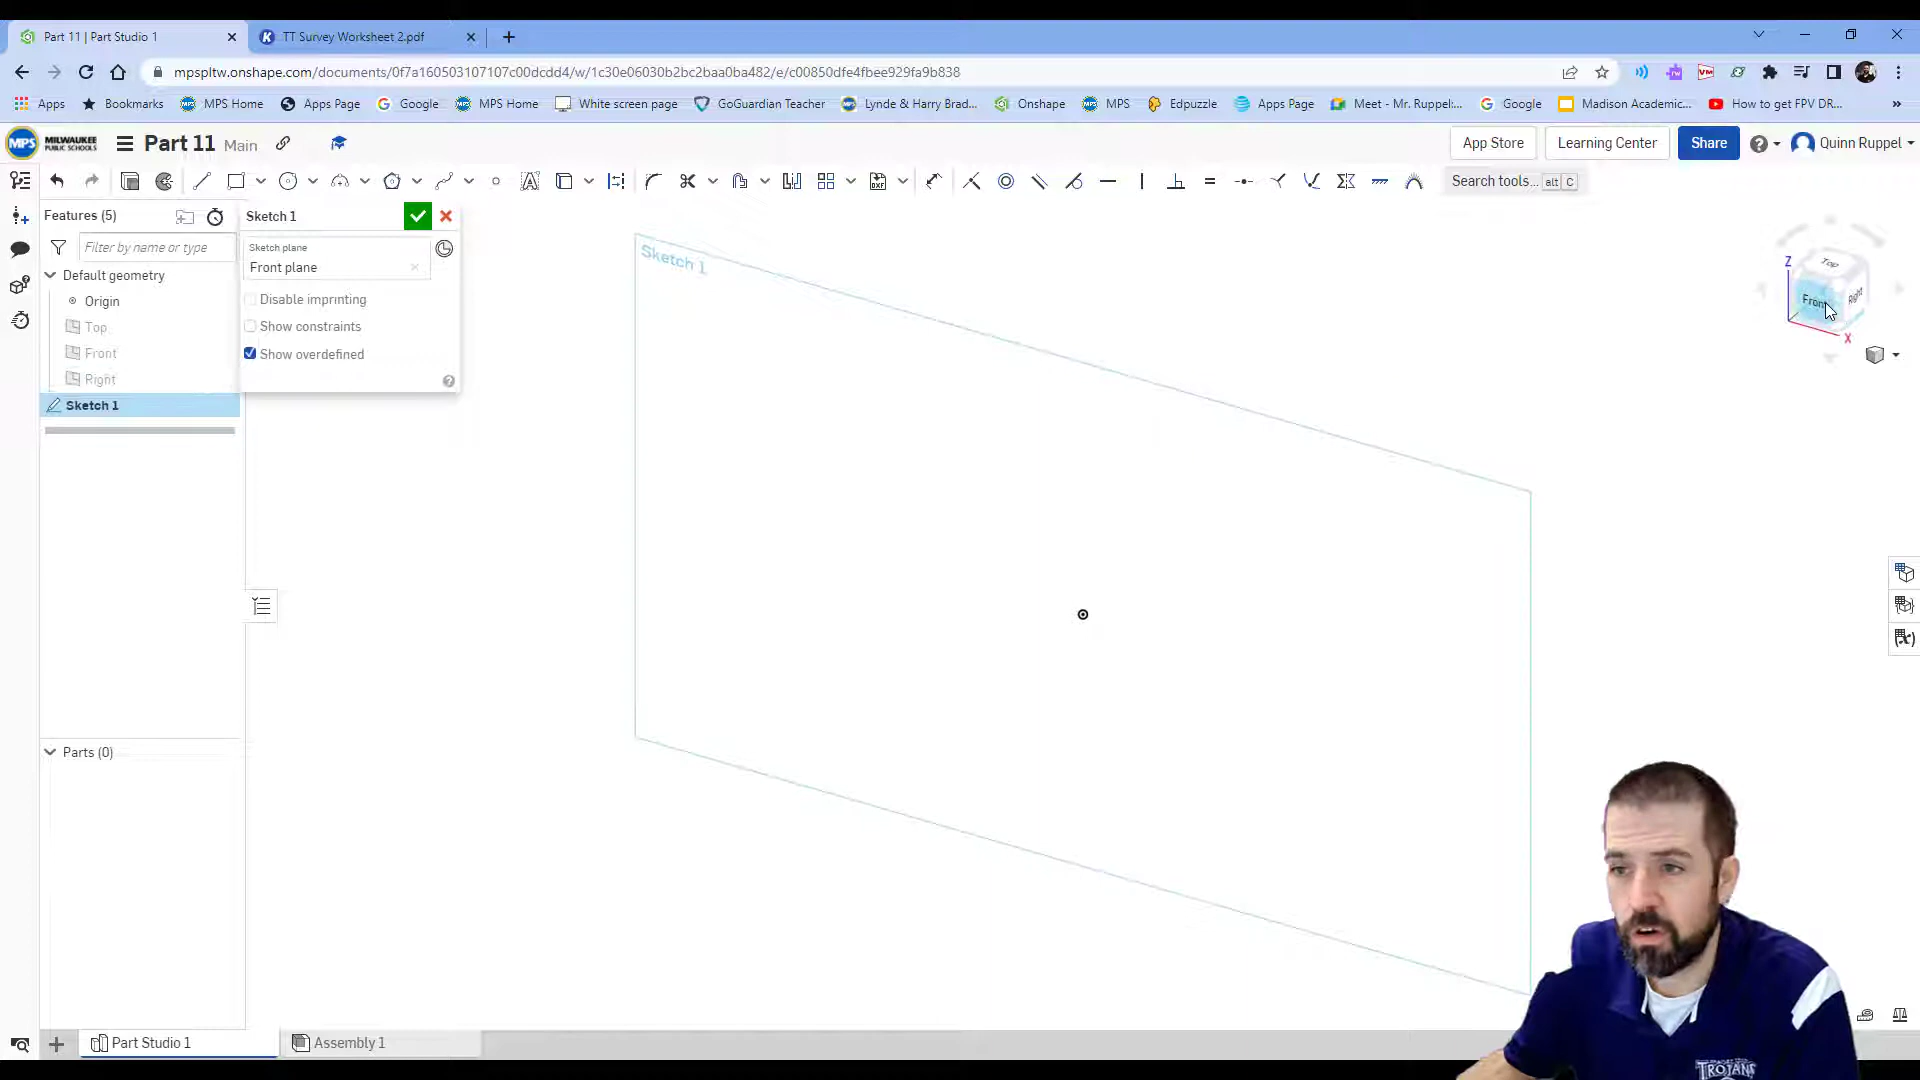 Part 11 | Part Studio 1
TT Survey Worksheet 2.pdf
mpspltw.onshape.com/documents/0f7a160503107107c00dcdd4/w/1c30e06030b2bc2baa0ba482/e/c00850dfe4fbee929fa9b838
Apps Bookmarks MPS Home Apps Page Google MPS Home White screen page GoGuardian Teacher Lynde & Harry Brad... Onshape MPS Edpuzzle Apps Page Meet - Mr. Ruppel:... Google Madison Academic... How to get FPV DR... »
MPS MILWAUKEE PUBLIC SCHOOLS Part 11 Main App Store Learning Center Share Quinn Ruppel
Search tools... alt C
Features (5)
Filter by name or type
Default geometry
Origin
Top
Front
Right
Sketch 1
Sketch 1
Sketch plane
Front plane
Disable imprinting
Show constraints
Show overdefined
Sketch 1
Top
Front
Right
Z
X
Parts (0)
TROJANS
Part Studio 1
Assembly 1